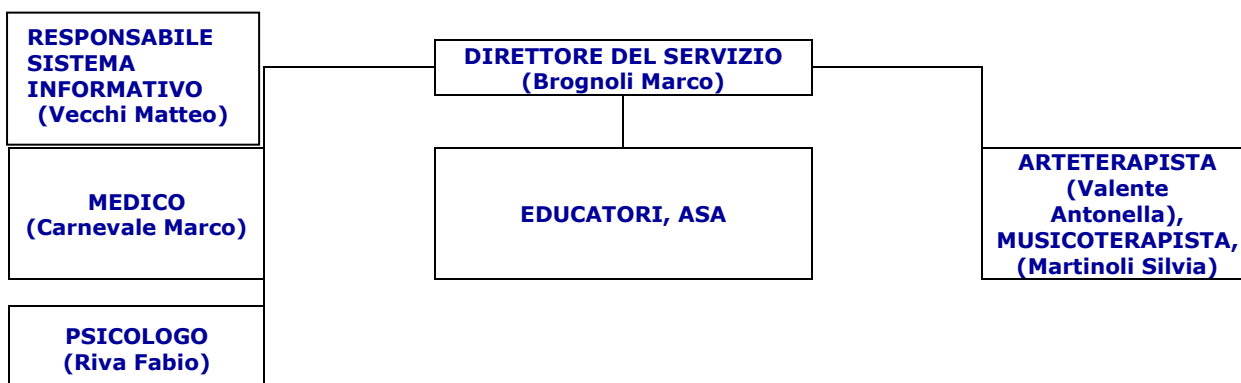 RESPONSABILE
SISTEMA
INFORMATIVO
(Vecchi Matteo)
DIRETTORE DEL SERVIZIO
(Brognoli Marco)
MEDICO
(Carnevale Marco)
EDUCATORI, ASA
ARTETERAPISTA
(Valente
Antonella),
MUSICOTERAPISTA,
(Martinoli Silvia)
PSICOLOGO
(Riva Fabio)